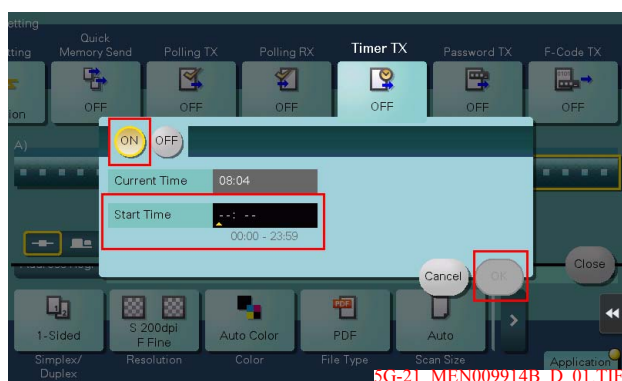 etting
Quick
tting Memory Send Polling TX Polling RX Timer TX Password TX F-Code TX
ion OFF OFF OFF OFF OFF OFF
A)
ON OFF
Current Time 08:04
Start Time --: --
00:00 - 23:59
Cancel OK Close
1-Sided S 200dpi Auto Color PDF Auto
F Fine
Simplex/ Resolution Color File Type Scan Size Application
Duplex
5G-21_MEN009914B_D_01.TIF